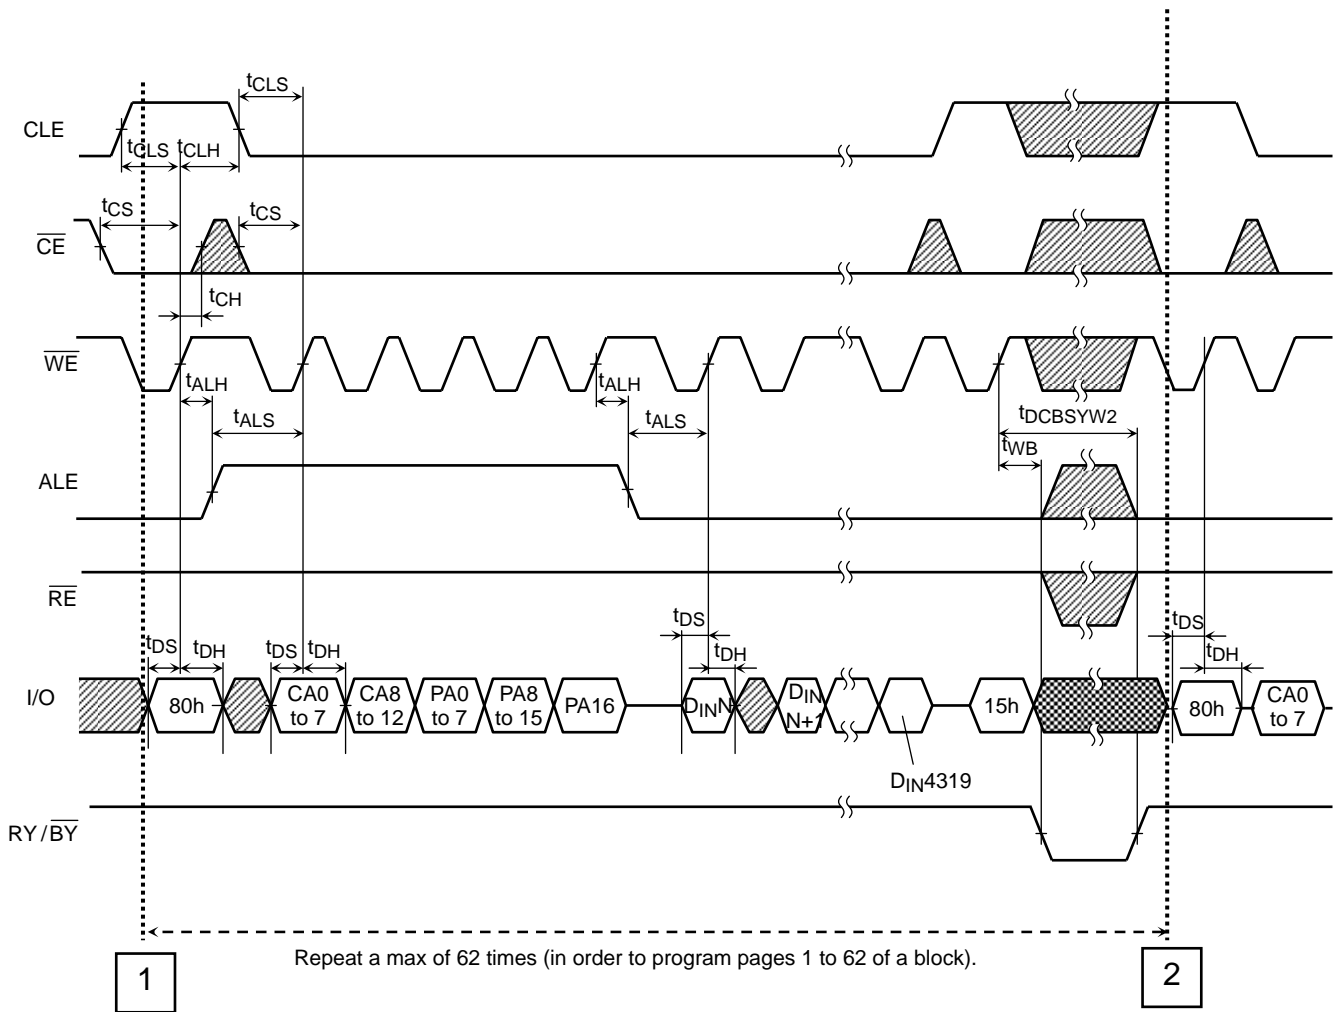 tCLS
CLE
tCLS tCLH
tCS tCS
CE
tCH
WE
tALH tALH
tALS tALS
tDCBSYW2
tWB
ALE
RE
tDS tDH tDS tDH tDS tDH tDS tDH
I/O
80h
CA0 to 7
CA8 to 12
PA0 to 7
PA8 to 15
PA16
DINN
DIN N+1
15h
80h
CA0 to 7
DIN4319
RY/BY
Repeat a max of 62 times (in order to program pages 1 to 62 of a block).
1
2